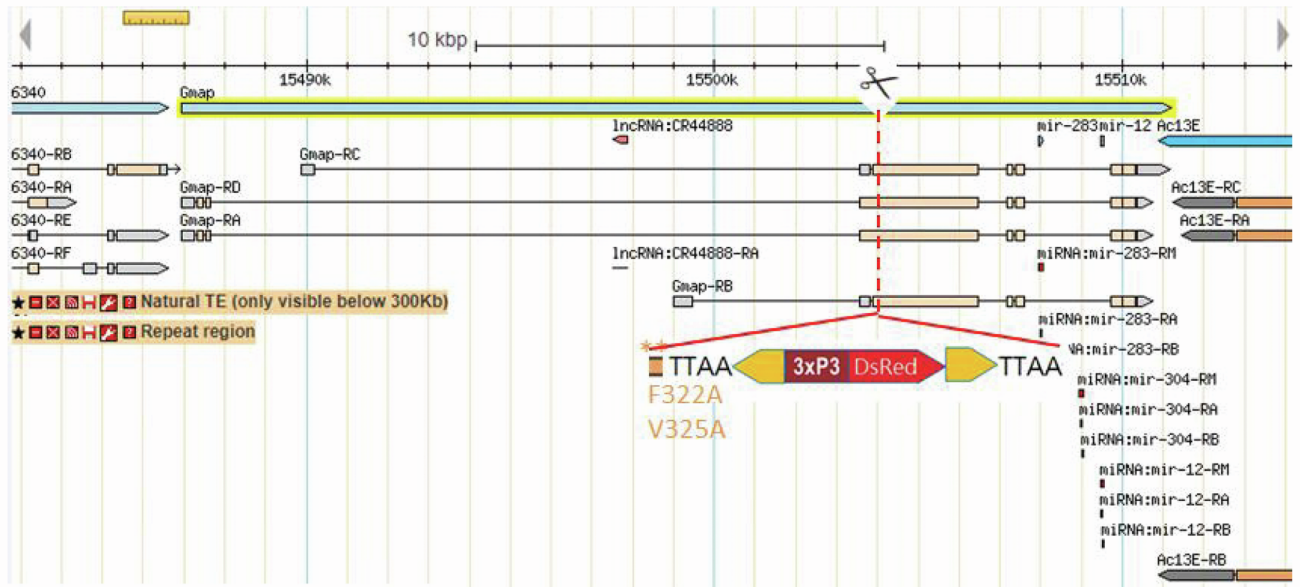 10 kbp
15490k 15500k 15510k
6340 Gmap
lncRNA:CR44888 mir-283 mir-12 Ac13E
6340-RB Gmap-RC
6340-RA Gmap-RD Ac13E-RC
6340-RE Gmap-RA Ac13E-RA
6340-RF lncRNA:CR44888-RA miRNA:mir-283-RM
Gmap-RB
Natural TE (only visible below 300Kb)
miRNA:mir-283-RA
Repeat region
** NA:mir-283-RB
TTAA 3xP3 DsRed TTAA
miRNA:mir-304-RM
F322A
miRNA:mir-304-RA
V325A
miRNA:mir-304-RB
miRNA:mir-12-RM
miRNA:mir-12-RA
miRNA:mir-12-RB
Ac13E-RB